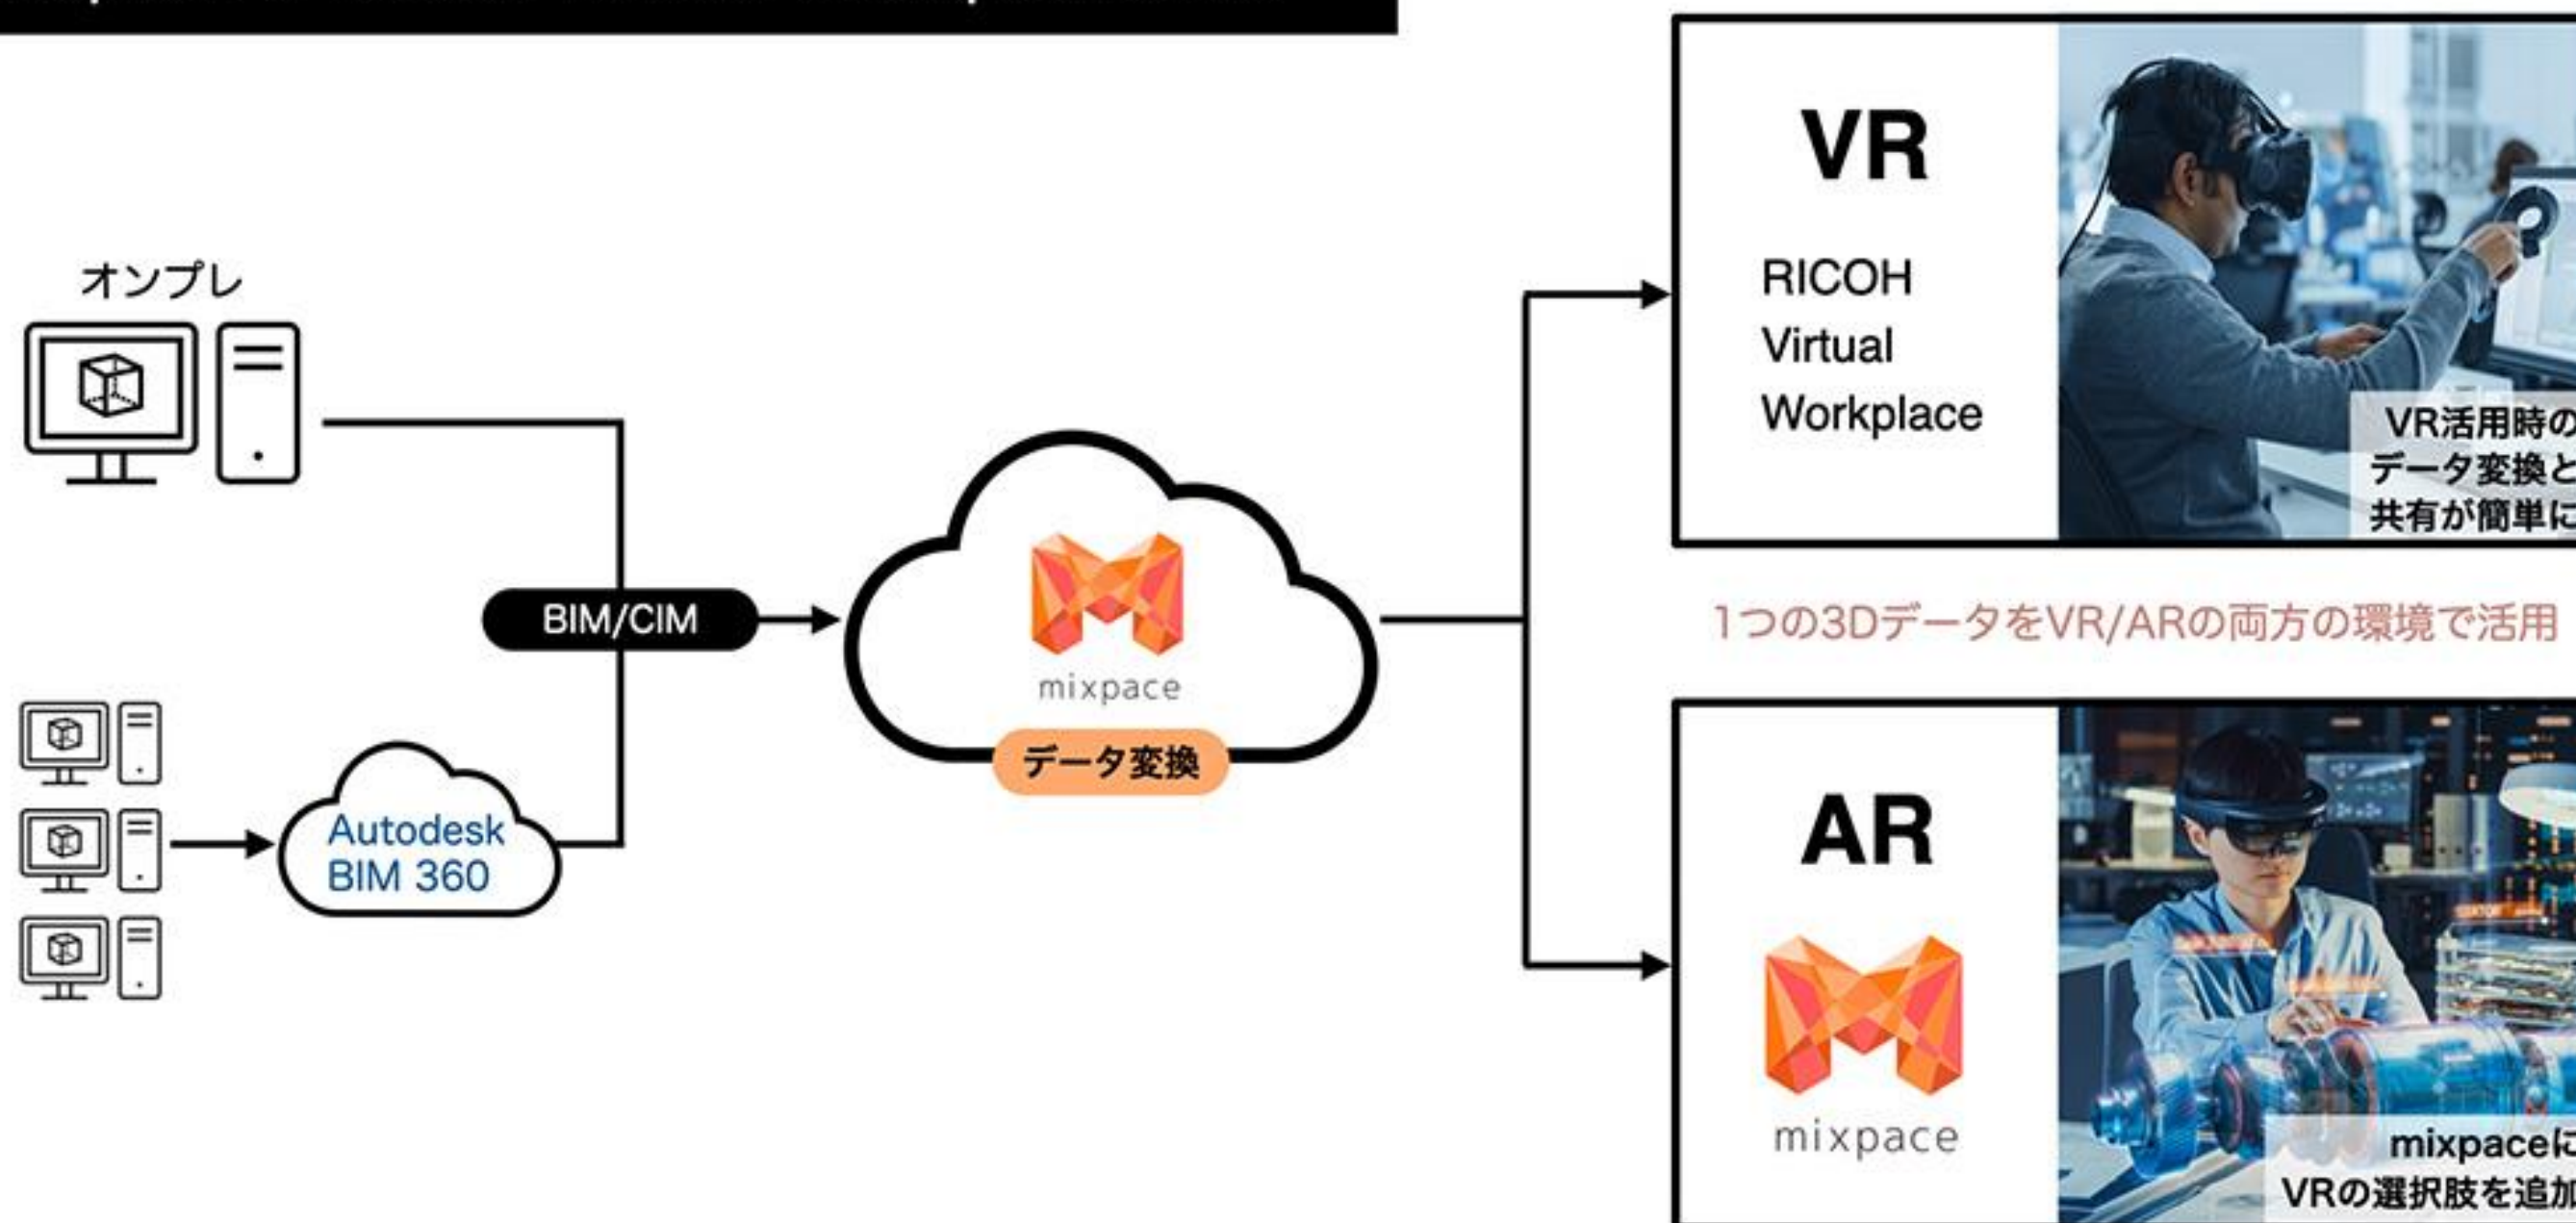 オンプレ
BIM/CIM
Autodesk
BIM 360
mixpace
データ変換
VR
RICOH
Virtual
Workplace
VR活用時の
データ変換と
共有が簡単に
1つの3DデータをVR/ARの両方の環境で活用
AR
mixpace
mixpaceに
VRの選択肢を追加